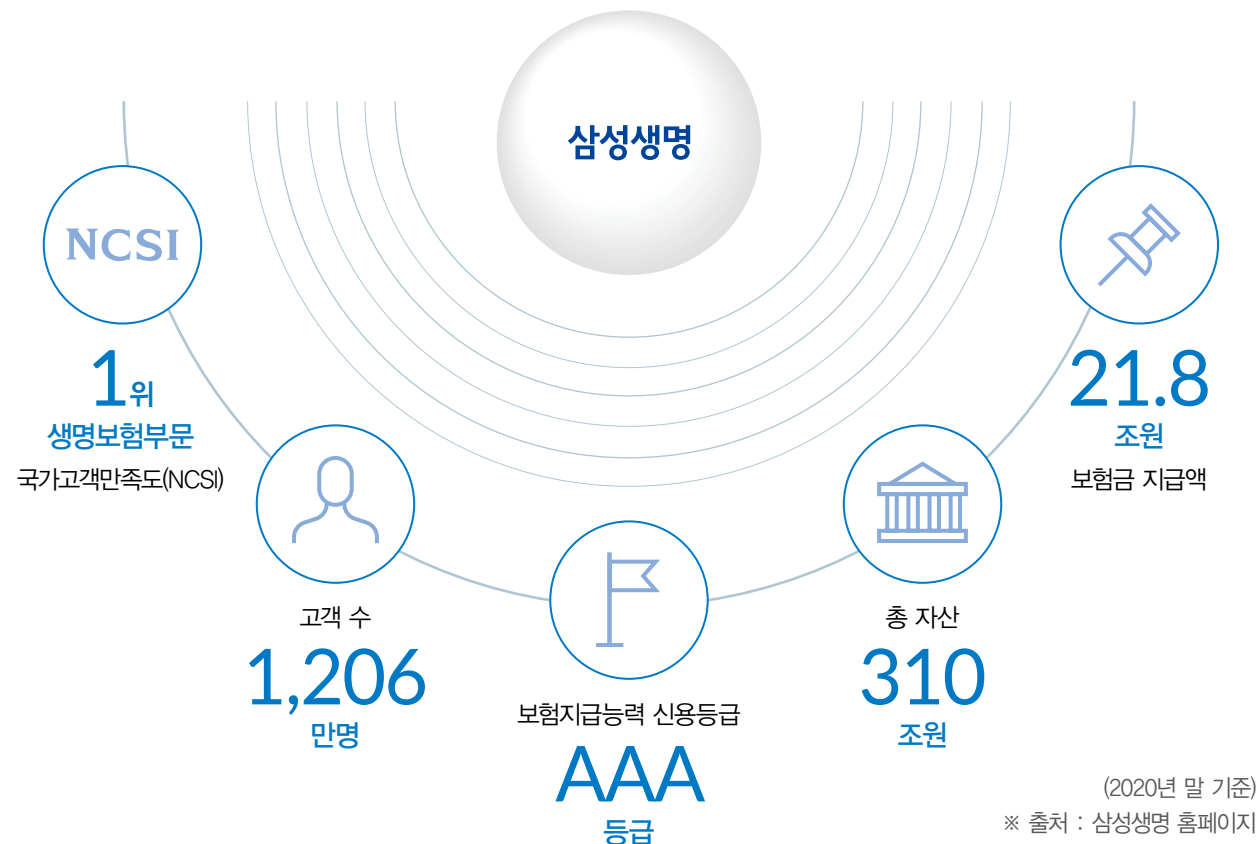 삼성생명
NCSI
1위
생명보험부문
국가고객만족도(NCSI)
고객 수
1,206
만명
보험지급능력 신용등급
AAA
등급
총 자산
310
조원
21.8
조원
보험금 지급액
(2020년 말 기준)
※ 출처 : 삼성생명 홈페이지